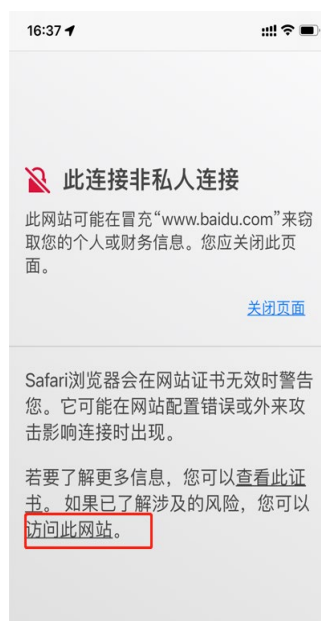 16:37
此连接非私人连接
此网站可能在冒充“www.baidu.com”来窃
取您的个人或财务信息。您应关闭此页
面。
关闭页面
Safari浏览器会在网站证书无效时警告
您。它可能在网站配置错误或外来攻
击影响连接时出现。
若要了解更多信息，您可以查看此证
书。如果已了解涉及的风险，您可以
访问此网站。